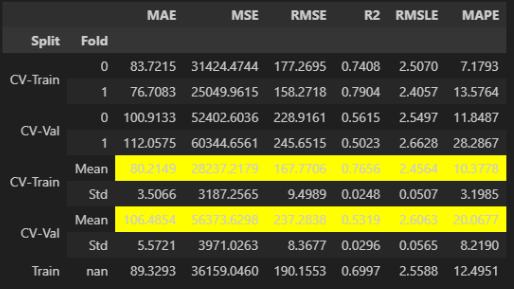 MAE MSE RMSE R2 RMSLE MAPE
Split Fold
CV-Train 0 83.7215 31424.4744 177.2695 0.7408 2.5070 7.1793
1 76.7083 25049.9615 158.2718 0.7904 2.4057 13.5764
CV-Val 0 100.9133 52402.6036 228.9161 0.5615 2.5497 11.8487
1 112.0575 60344.6561 245.6515 0.5023 2.6628 28.2867
CV-Train Mean 80.2149 28237.2179 167.7706 0.7656 2.4564 10.3778
Std 3.5066 3187.2565 9.4989 0.0248 0.0507 3.1985
CV-Val Mean 106.4854 56373.6298 237.2838 0.5319 2.6063 20.0677
Std 5.5721 3971.0263 8.3677 0.0296 0.0565 8.2190
Train nan 89.3293 36159.0460 190.1553 0.6997 2.5588 12.4951